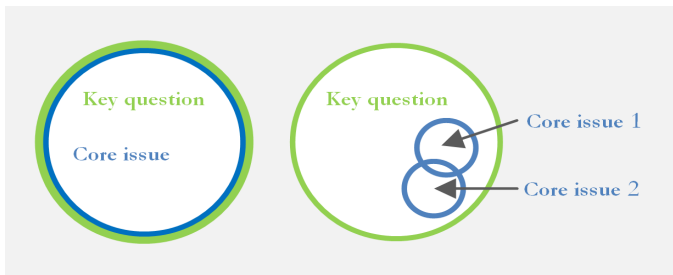 Key question
Core issue
Key question
Core issue 1
Core issue 2